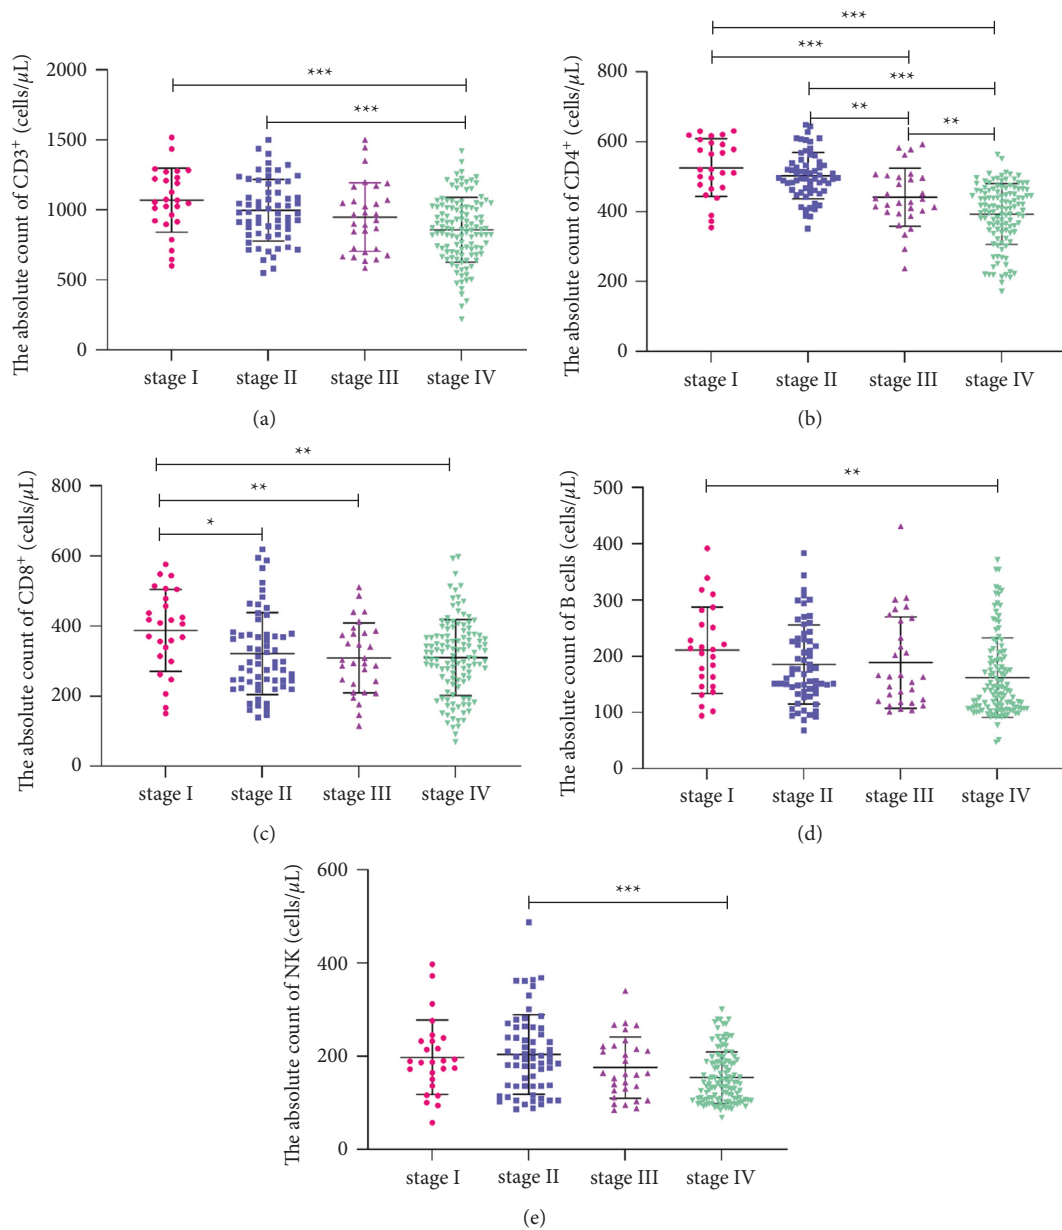 The absolute count of CD3+ (cells/μL)
2000
1500
1000
500
0
***
***
stage I
stage II
stage III
stage IV
(a)
The absolute count of CD4+ (cells/μL)
800
600
400
200
0
***
***
***
**
**
stage I
stage II
stage III
stage IV
(b)
The absolute count of CD8+ (cells/μL)
800
600
400
200
0
**
**
*
stage I
stage II
stage III
stage IV
(c)
The absolute count of B cells (cells/μL)
500
400
300
200
100
0
**
stage I
stage II
stage III
stage IV
(d)
The absolute count of NK (cells/μL)
600
400
200
0
***
stage I
stage II
stage III
stage IV
(e)